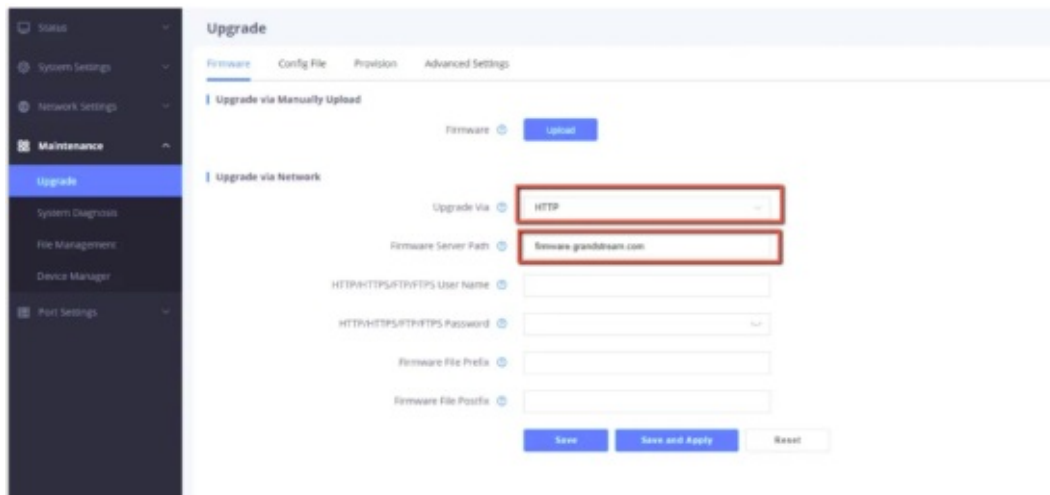 Status
System Settings
Network Settings
Maintenance
Upgrade
System Diagnosis
File Management
Device Manager
Port Settings
Upgrade
Firmware Config File Provision Advanced Settings
Upgrade via Manually Upload
Firmware Upload
Upgrade via Network
Upgrade Via HTTP
Firmware Server Path firmware.grandstream.com
HTTP/HTTPS/FTP/FTPS User Name
HTTP/HTTPS/FTP/FTPS Password
Firmware File Prefix
Firmware File Postfix
Save Save and Apply Reset